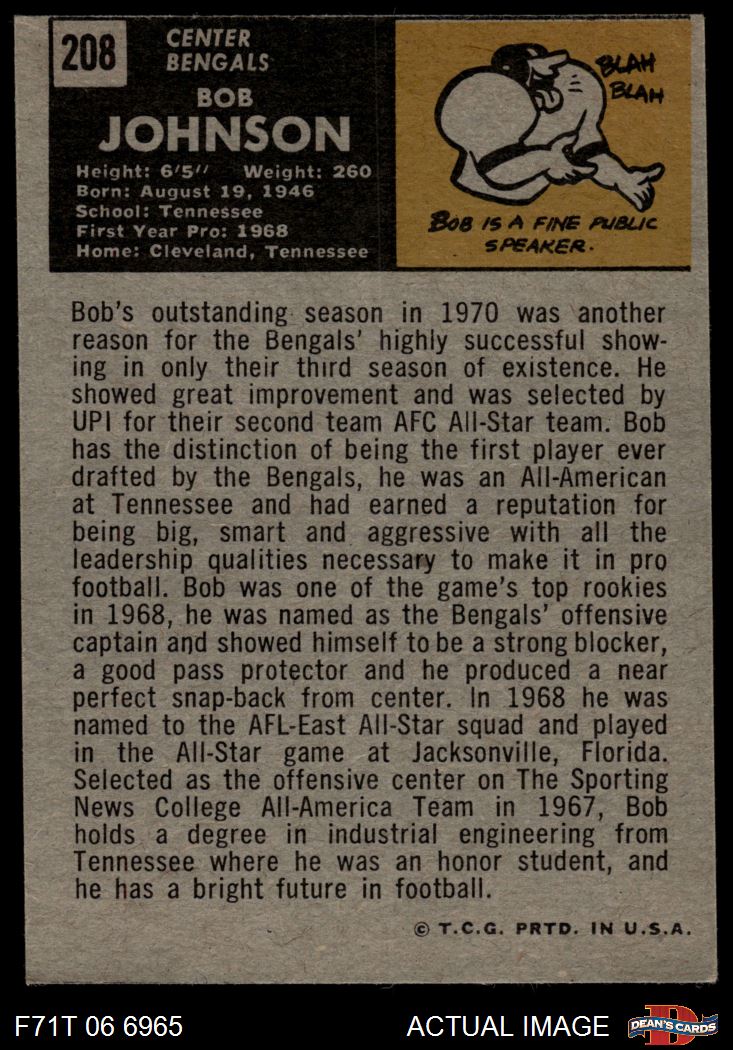 208
CENTER
BENGALS
BOB
JOHNSON
Height: 6'5'' Weight: 260
Born: August 19, 1946
School: Tennessee
First Year Pro: 1968
Home: Cleveland, Tennessee
BLAH
BLAH
BOB IS A FINE PUBLIC
SPEAKER.
Bob's outstanding season in 1970 was another
reason for the Bengals' highly successful show-
ing in only their third season of existence. He
showed great improvement and was selected by
UPI for their second team AFC All-Star team. Bob
has the distinction of being the first player ever
drafted by the Bengals, he was an All-American
at Tennessee and had earned a reputation for
being big, smart and aggressive with all the
leadership qualities necessary to make it in pro
football. Bob was one of the game's top rookies
in 1968, he was named as the Bengals' offensive
captain and showed himself to be a strong blocker,
a good pass protector and he produced a near
perfect snap-back from center. In 1968 he was
named to the AFL-East All-Star squad and played
in the All-Star game at Jacksonville, Florida.
Selected as the offensive center on The Sporting
News College All-America Team in 1967, Bob
holds a degree in industrial engineering from
Tennessee where he was an honor student, and
he has a bright future in football.
© T.C.G. PRTD. IN U.S.A.
F71T 06 6965 ACTUAL IMAGE D DEAN'S CARDS